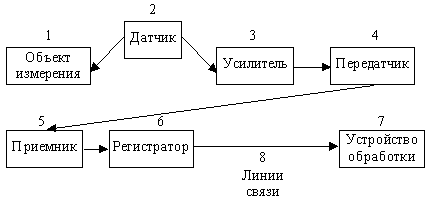 1
2
3
4
Объект
измерения
Датчик
Усилитель
Передатчик
5
6
7
Приемник
Регистратор
Устройство
обработки
8
Линии
связи